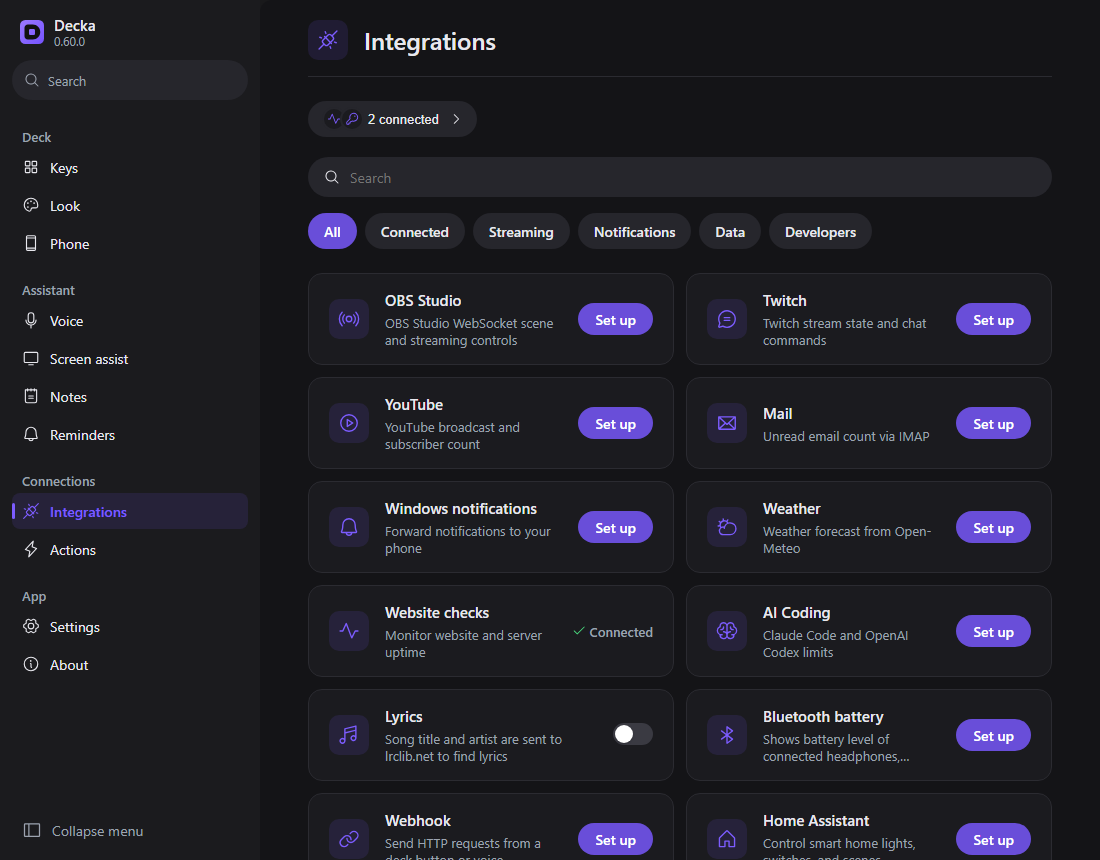 Decka
0.60.0
Search
Deck
Keys
Look
Phone
Assistant
Voice
Screen assist
Notes
Reminders
Connections
Integrations
Actions
App
Settings
About
Collapse menu
Integrations
2 connected
Search
All
Connected
Streaming
Notifications
Data
Developers
OBS Studio
OBS Studio WebSocket scene
and streaming controls
Set up
Twitch
Twitch stream state and chat
commands
Set up
YouTube
YouTube broadcast and
subscriber count
Set up
Mail
Unread email count via IMAP
Set up
Windows notifications
Forward notifications to your
phone
Set up
Weather
Weather forecast from Open-
Meteo
Set up
Website checks
Monitor website and server
uptime
Connected
AI Coding
Claude Code and OpenAI
Codex limits
Set up
Lyrics
Song title and artist are sent to
lrclib.net to find lyrics
Bluetooth battery
Shows battery level of
connected headphones,...
Set up
Webhook
Send HTTP requests from a
deck button or voice
Set up
Home Assistant
Control smart home lights,
switches, and scenes
Set up